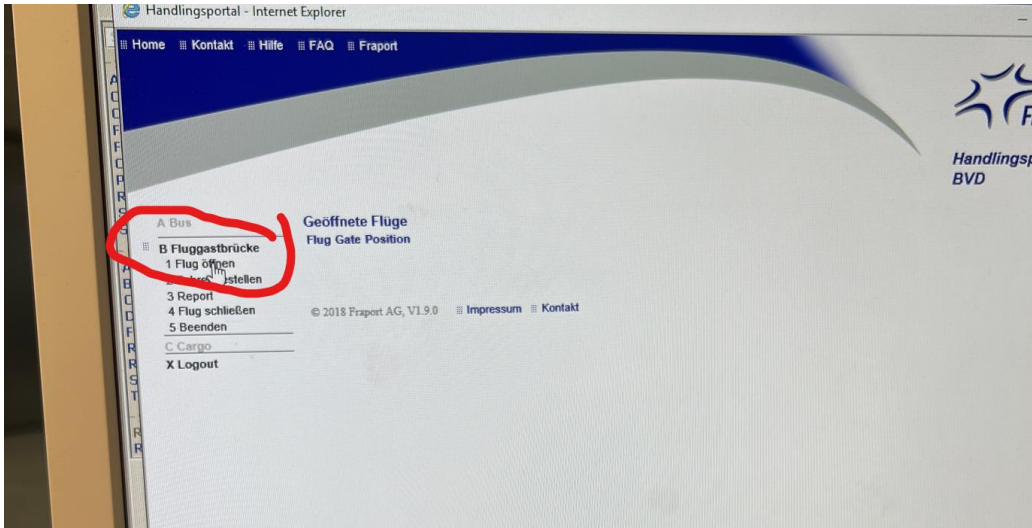 Handlingsportal - Internet Explorer
Home Kontakt Hilfe FAQ Fraport
Handlingsp
BVD
A Bus
B Fluggastbrücke
1 Flug öffnen
3 Report
4 Flug schließen
5 Beenden
C Cargo
X Logout
Geöffnete Flüge
Flug Gate Position
© 2018 Fraport AG, V1.9.0 Impressum Kontakt